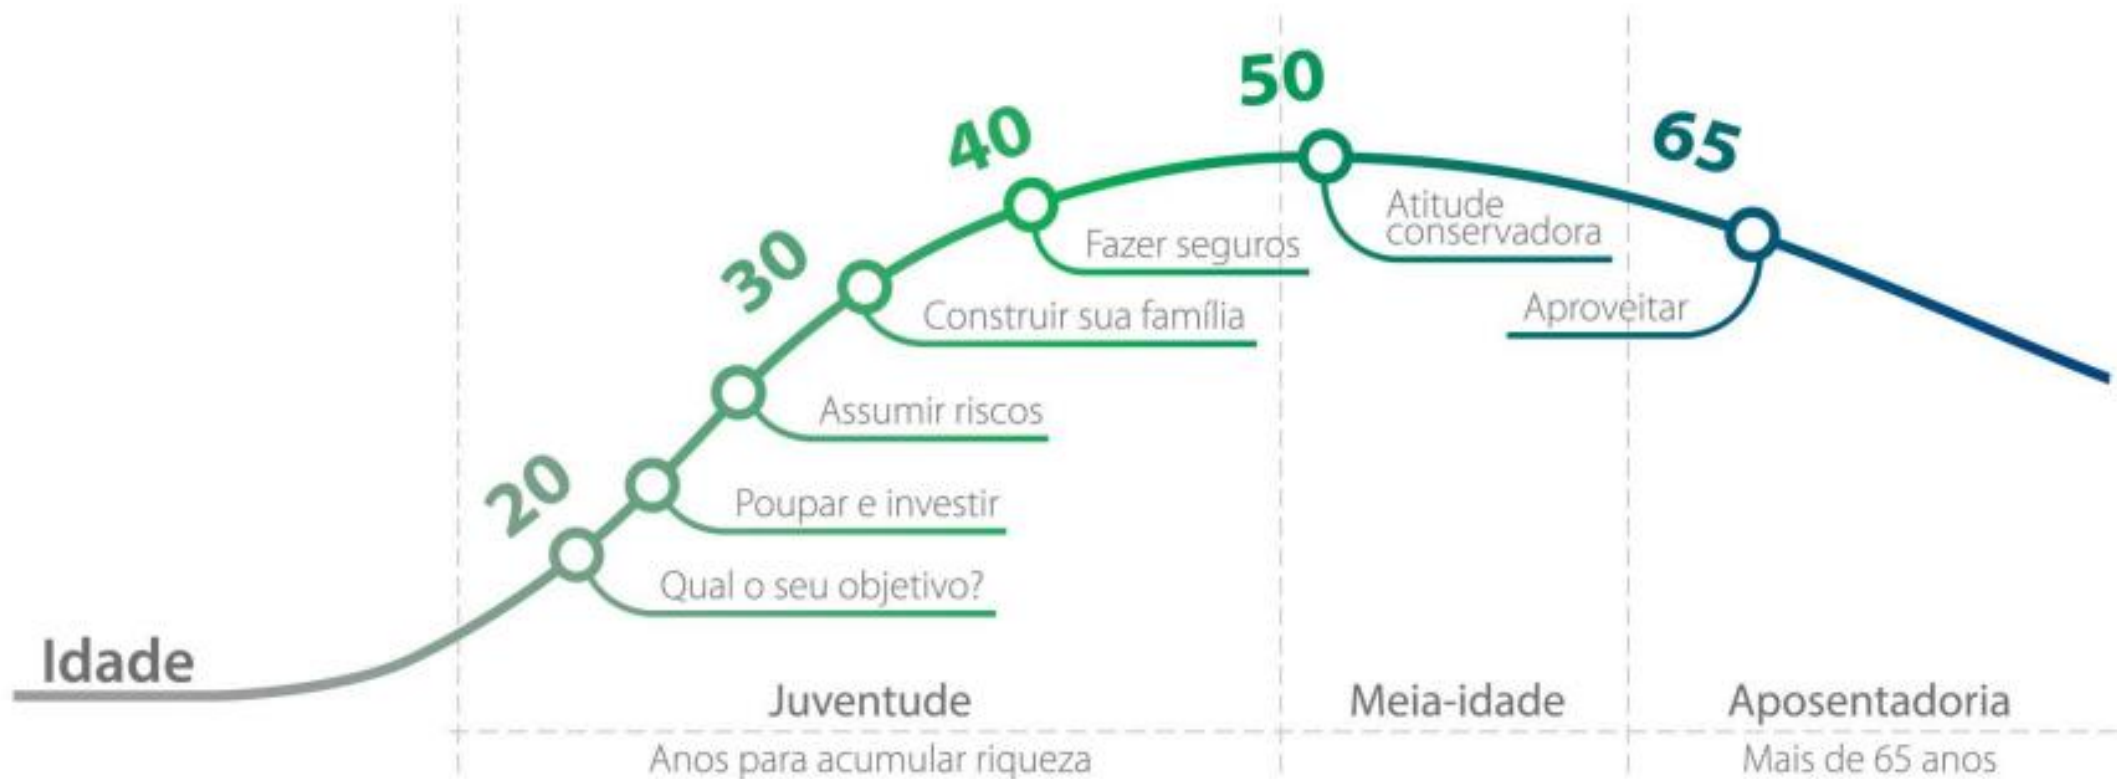 50
40
65
Atitude
conservadora
Fazer seguros
30
Construir sua família
Aproveitar
Assumir riscos
20
Poupar e investir
Qual o seu objetivo?
Idade
Juventude
Meia-idade
Aposentadoria
Anos para acumular riqueza
Mais de 65 anos